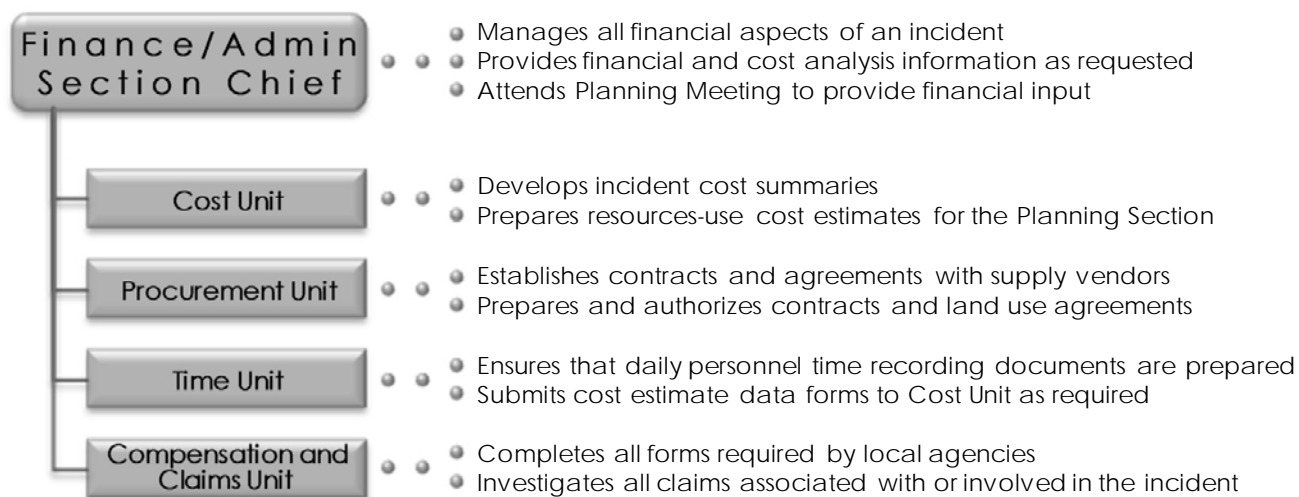 Finance/Admin
Section Chief
Manages all financial aspects of an incident
Provides financial and cost analysis information as requested
Attends Planning Meeting to provide financial input
Cost Unit
Develops incident cost summaries
Prepares resources-use cost estimates for the Planning Section
Procurement Unit
Establishes contracts and agreements with supply vendors
Prepares and authorizes contracts and land use agreements
Time Unit
Ensures that daily personnel time recording documents are prepared
Submits cost estimate data forms to Cost Unit as required
Compensation and
Claims Unit
Completes all forms required by local agencies
Investigates all claims associated with or involved in the incident